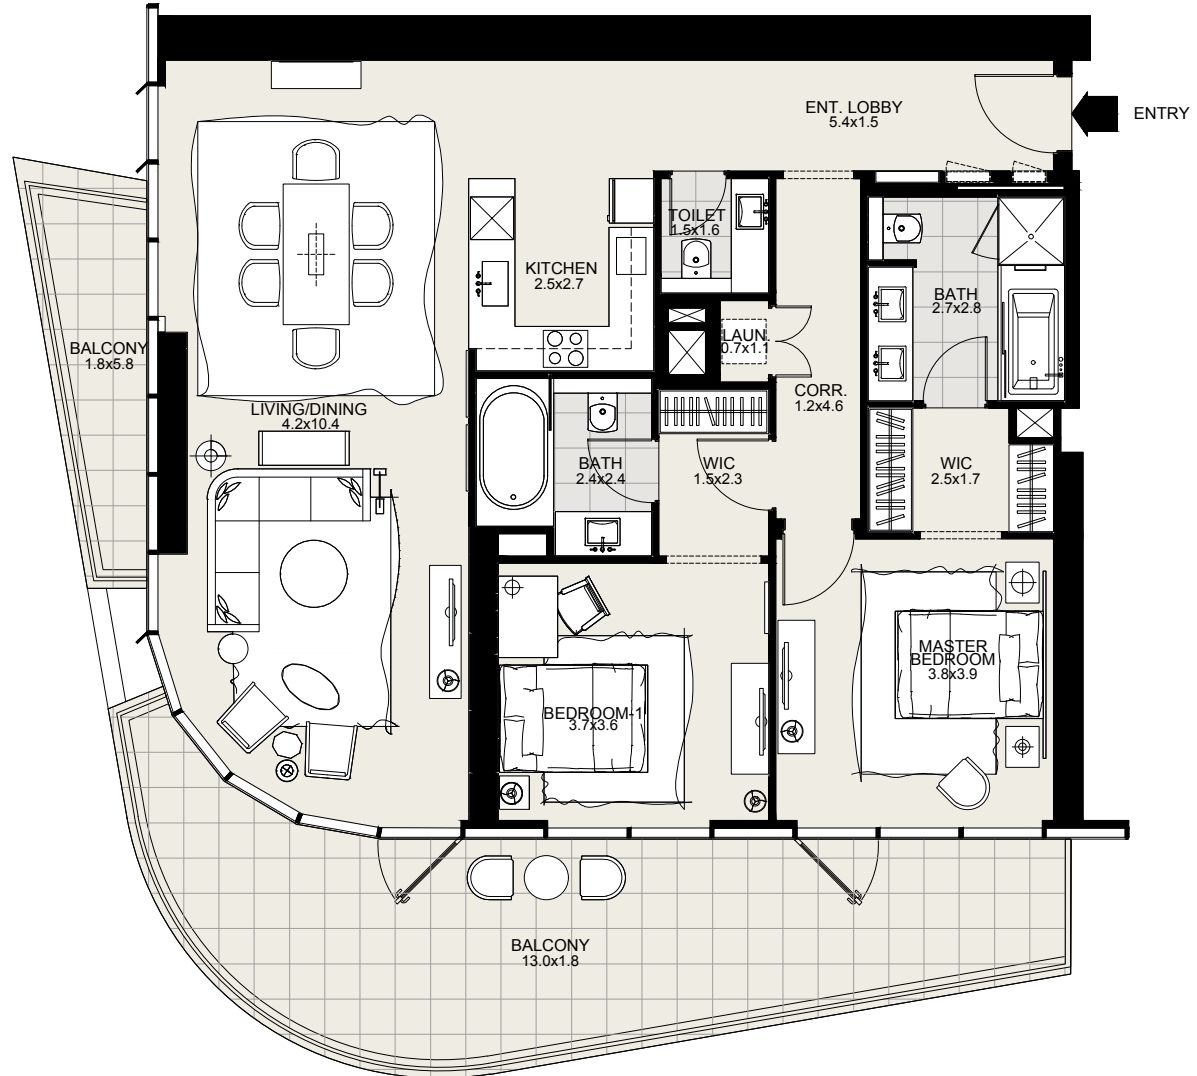 ENT. LOBBY
5.4x1.5
ENTRY
TOILET
1.5x1.6
KITCHEN
2.5x2.7
BATH
2.7x2.8
BALCONY
1.8x5.8
LAUN.
0.7x1.1
CORR.
1.2x4.6
LIVING/DINING
4.2x10.4
BATH
2.4x2.4
WIC
1.5x2.3
WIC
2.5x1.7
MASTER
BEDROOM
3.8x3.9
BEDROOM-1
3.7x3.6
BALCONY
13.0x1.8